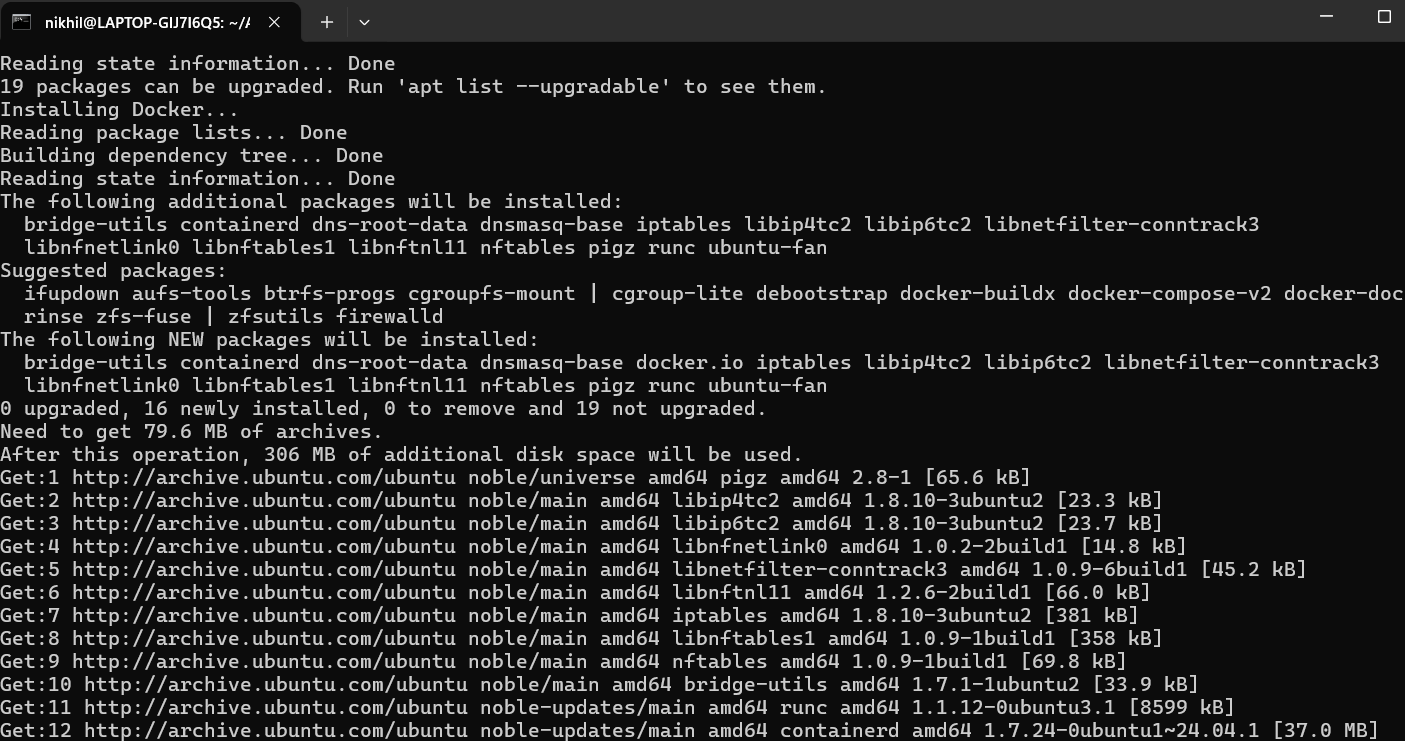 nikhil@LAPTOP-GIJ7I6Q5: ~/
Reading state information... Done
19 packages can be upgraded. Run 'apt list --upgradable' to see them.
Installing Docker...
Reading package lists... Done
Building dependency tree... Done
Reading state information... Done
The following additional packages will be installed:
  bridge-utils containerd dns-root-data dnsmasq-base iptables libip4tc2 libip6tc2 libnetfilter-conntrack3
  libnfnetlink0 libnftables1 libnftnl11 nftables pigz runc ubuntu-fan
Suggested packages:
  ifupdown aufs-tools btrfs-progs cgroupfs-mount | cgroup-lite debootstrap docker-buildx docker-compose-v2 docker-doc
  rinse zfs-fuse | zfsutils firewalld
The following NEW packages will be installed:
  bridge-utils containerd dns-root-data dnsmasq-base docker.io iptables libip4tc2 libip6tc2 libnetfilter-conntrack3
  libnfnetlink0 libnftables1 libnftnl11 nftables pigz runc ubuntu-fan
0 upgraded, 16 newly installed, 0 to remove and 19 not upgraded.
Need to get 79.6 MB of archives.
After this operation, 306 MB of additional disk space will be used.
Get:1 http://archive.ubuntu.com/ubuntu noble/universe amd64 pigz amd64 2.8-1 [65.6 kB]
Get:2 http://archive.ubuntu.com/ubuntu noble/main amd64 libip4tc2 amd64 1.8.10-3ubuntu2 [23.3 kB]
Get:3 http://archive.ubuntu.com/ubuntu noble/main amd64 libip6tc2 amd64 1.8.10-3ubuntu2 [23.7 kB]
Get:4 http://archive.ubuntu.com/ubuntu noble/main amd64 libnfnetlink0 amd64 1.0.2-2build1 [14.8 kB]
Get:5 http://archive.ubuntu.com/ubuntu noble/main amd64 libnetfilter-conntrack3 amd64 1.0.9-6build1 [45.2 kB]
Get:6 http://archive.ubuntu.com/ubuntu noble/main amd64 libnftnl11 amd64 1.2.6-2build1 [66.0 kB]
Get:7 http://archive.ubuntu.com/ubuntu noble/main amd64 iptables amd64 1.8.10-3ubuntu2 [381 kB]
Get:8 http://archive.ubuntu.com/ubuntu noble/main amd64 libnftables1 amd64 1.0.9-1build1 [358 kB]
Get:9 http://archive.ubuntu.com/ubuntu noble/main amd64 nftables amd64 1.0.9-1build1 [69.8 kB]
Get:10 http://archive.ubuntu.com/ubuntu noble/main amd64 bridge-utils amd64 1.7.1-1ubuntu2 [33.9 kB]
Get:11 http://archive.ubuntu.com/ubuntu noble-updates/main amd64 runc amd64 1.1.12-0ubuntu3.1 [8599 kB]
Get:12 http://archive.ubuntu.com/ubuntu noble-updates/main amd64 containerd amd64 1.7.24-0ubuntu1~24.04.1 [37.0 MB]